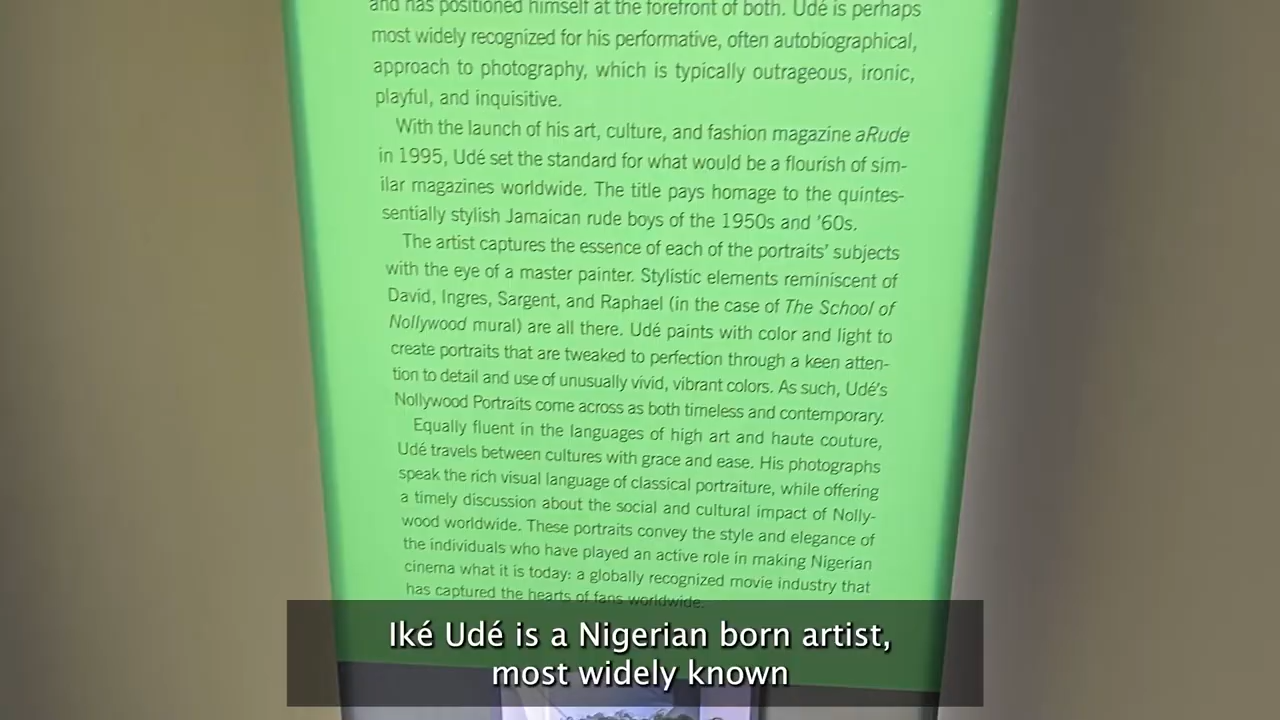 and has positioned himself at the forefront of both. Udé is perhaps
most widely recognized for his performative, often autobiographical,
approach to photography, which is typically outrageous, ironic,
playful, and inquisitive.
With the launch of his art, culture, and fashion magazine aRude
in 1995, Udé set the standard for what would be a flourish of sim-
ilar magazines worldwide. The title pays homage to the quintes-
sentially stylish Jamaican rude boys of the 1950s and ’60s.
The artist captures the essence of each of the portraits’ subjects
with the eye of a master painter. Stylistic elements reminiscent of
David, Ingres, Sargent, and Raphael (in the case of The School of
Nollywood mural) are all there. Udé paints with color and light to
create portraits that are tweaked to perfection through a keen atten-
tion to detail and use of unusually vivid, vibrant colors. As such, Udé’s
Nollywood Portraits come across as both timeless and contemporary.
Equally fluent in the languages of high art and haute couture,
Udé travels between cultures with grace and ease. His photographs
speak the rich visual language of classical portraiture, while offering
a timely discussion about the social and cultural impact of Nolly-
wood worldwide. These portraits convey the style and elegance of
the individuals who have played an active role in making Nigerian
cinema what it is today: a globally recognized movie industry that
has captured the hearts of fans worldwide.
Iké Udé is a Nigerian born artist,
most widely known